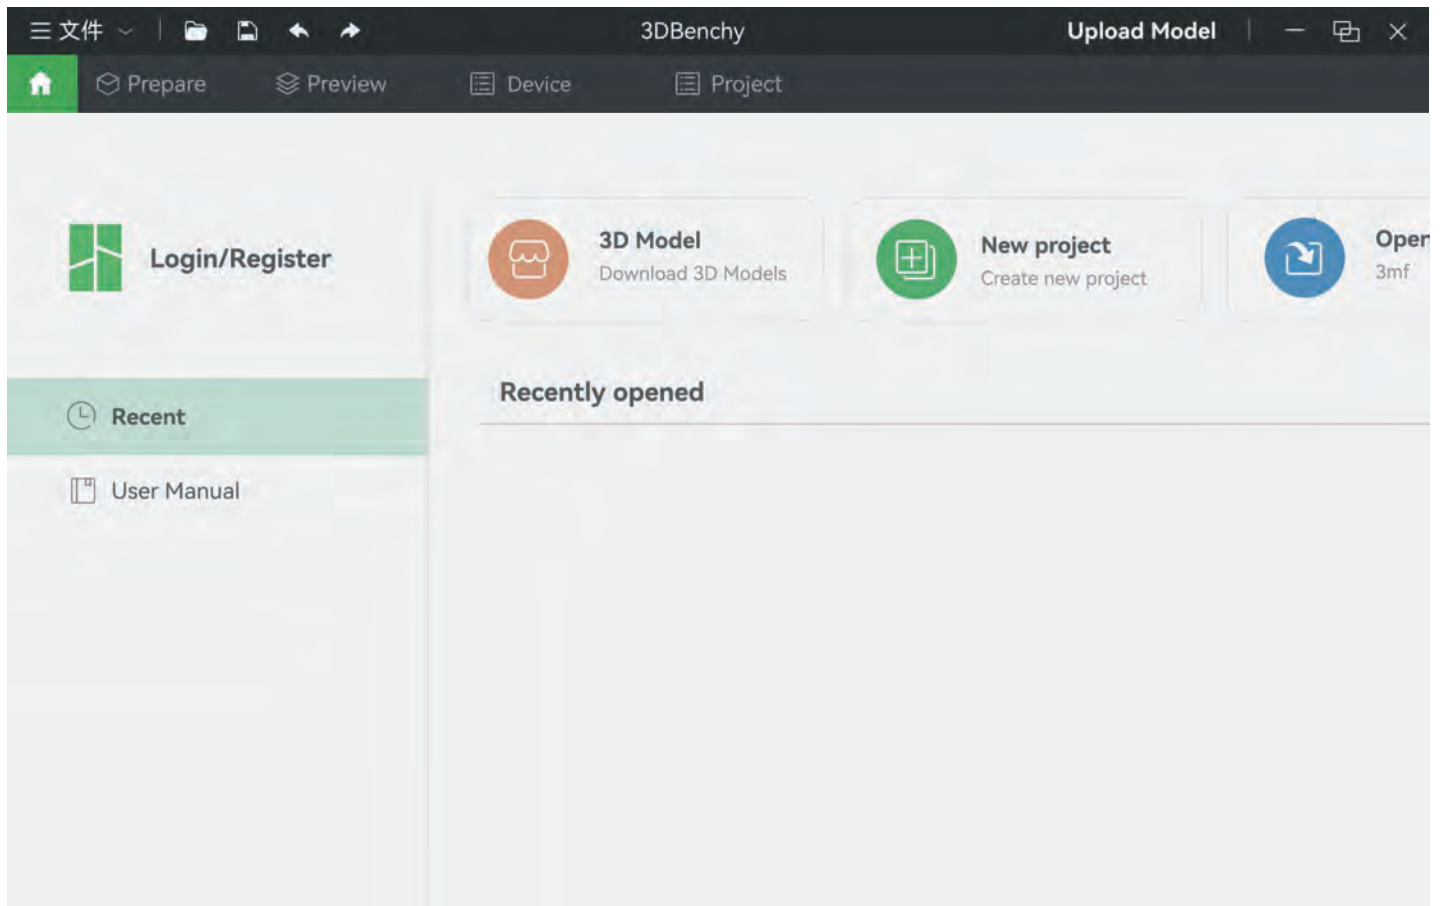 文件
3DBenchy
Upload Model
Prepare
Preview
Device
Project
Login/Register
3D Model
Download 3D Models
New project
Create new project
Open
3mf
Recent
User Manual
Recently opened